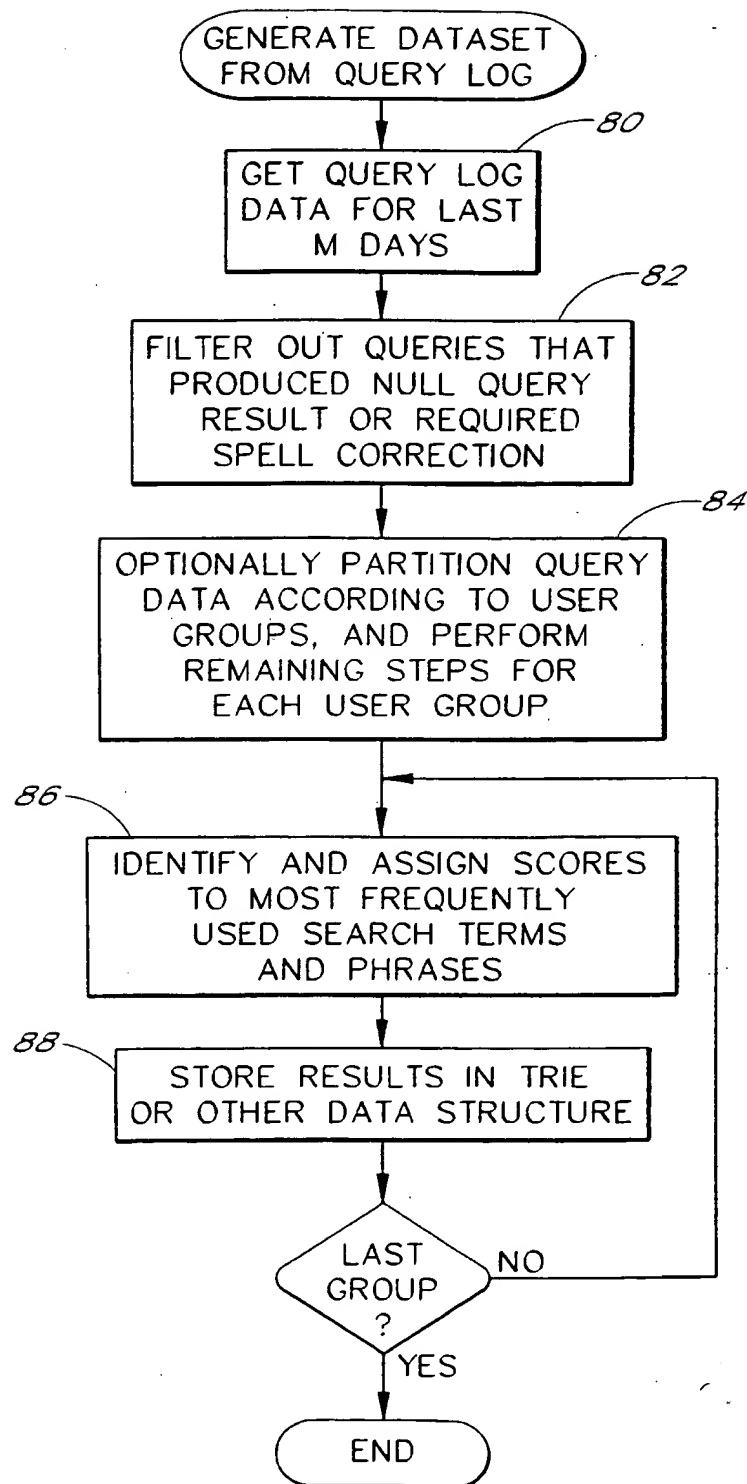 GENERATE DATASET
FROM QUERY LOG
80
GET QUERY LOG
DATA FOR LAST
M DAYS
82
FILTER OUT QUERIES THAT
PRODUCED NULL QUERY
RESULT OR REQUIRED
SPELL CORRECTION
84
OPTIONALLY PARTITION QUERY
DATA ACCORDING TO USER
GROUPS, AND PERFORM
REMAINING STEPS FOR
EACH USER GROUP
86
IDENTIFY AND ASSIGN SCORES
TO MOST FREQUENTLY
USED SEARCH TERMS
AND PHRASES
88
STORE RESULTS IN TRIE
OR OTHER DATA STRUCTURE
LAST
GROUP
?
NO
YES
END